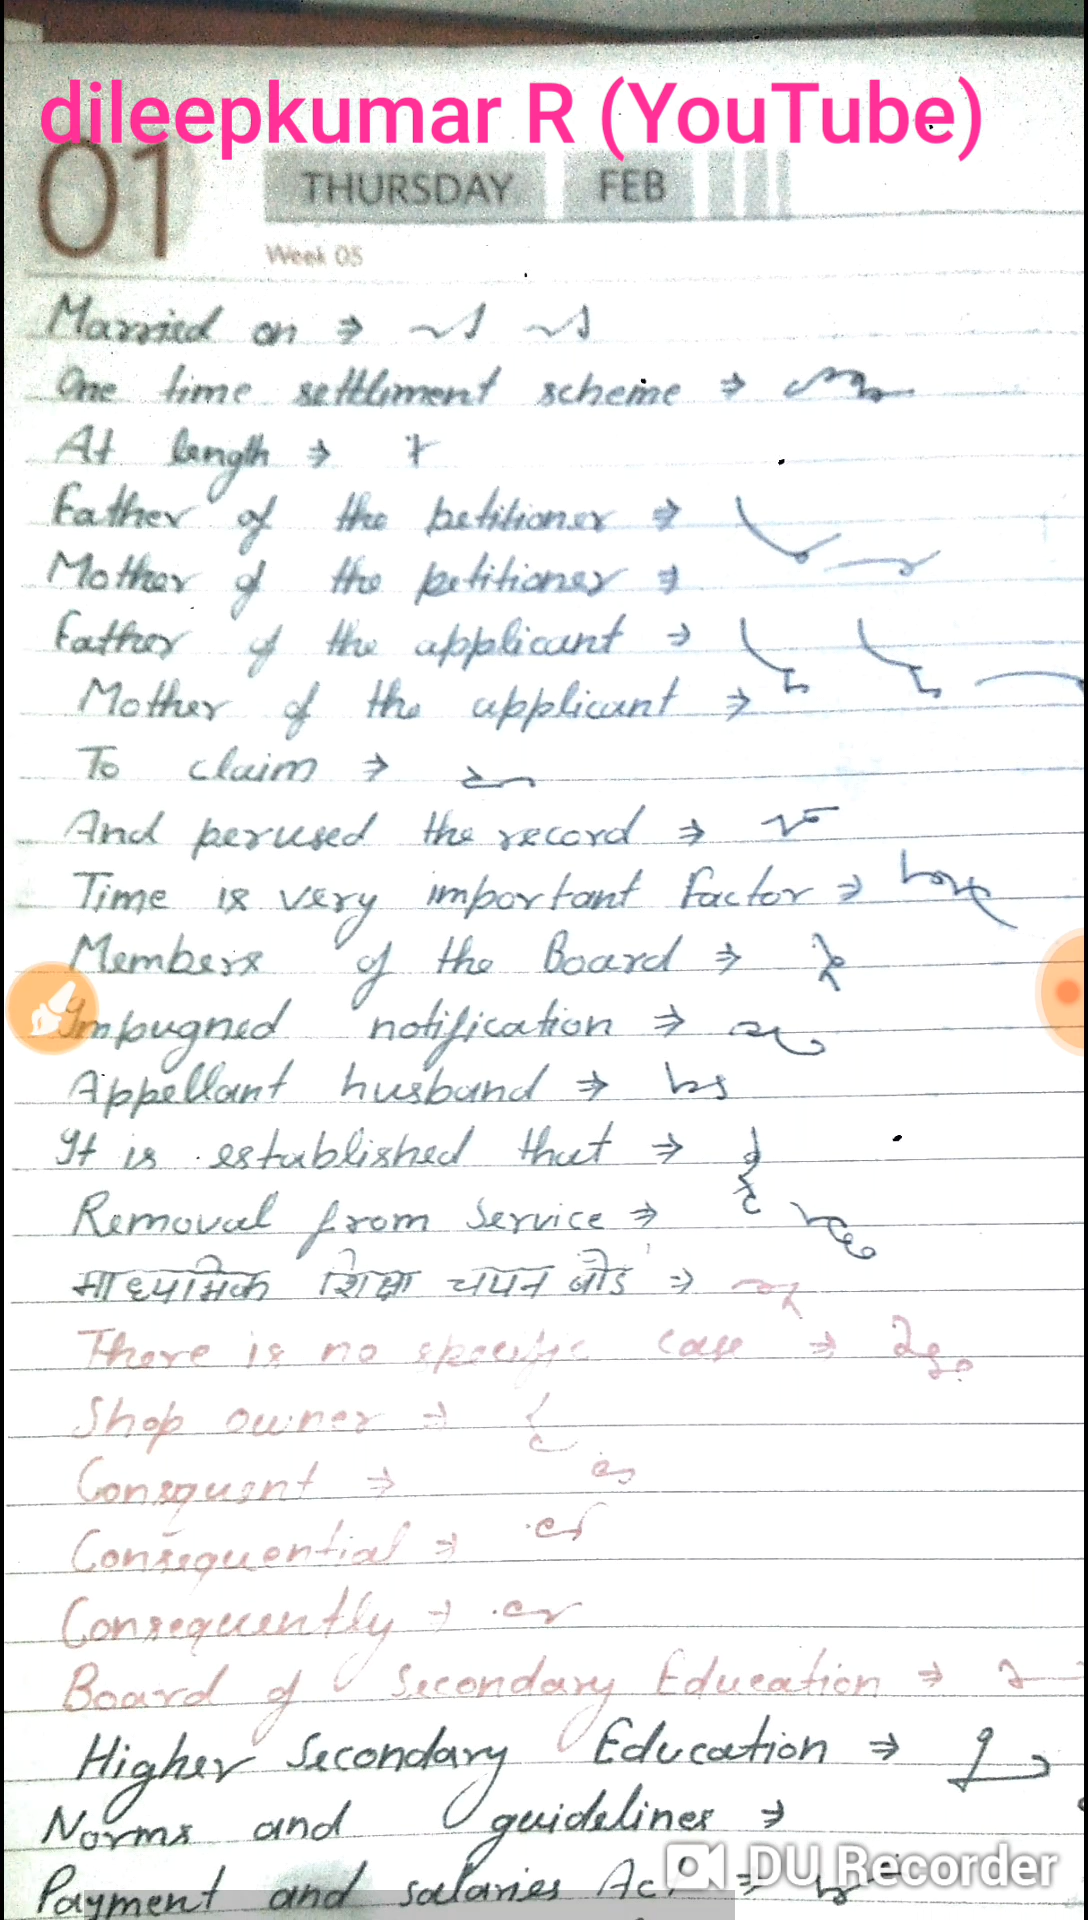 dileepkumar R (YouTube)
01 THURSDAY FEB
Week 05
Married on ⇒
One time settliment scheme ⇒
At length ⇒
Father of the petitioner ⇒
Mother of the petitioner ⇒
Father of the applicant ⇒
Mother of the applicant ⇒
To claim ⇒
And perused the record ⇒
Time is very important factor ⇒
Members of the Board ⇒
Impugned notification ⇒
Appellant husband ⇒
It is established that ⇒
Removal from Service ⇒
माध्यमिक शिक्षा चयन बोर्ड ⇒
There is no specific case ⇒
Shop owner ⇒
Consequent ⇒
Consequential ⇒
Consequently ⇒
Board of Secondary Education ⇒
Higher Secondary Education ⇒
Norms and guidelines ⇒
Payment and salaries Act ⇒
DU Recorder